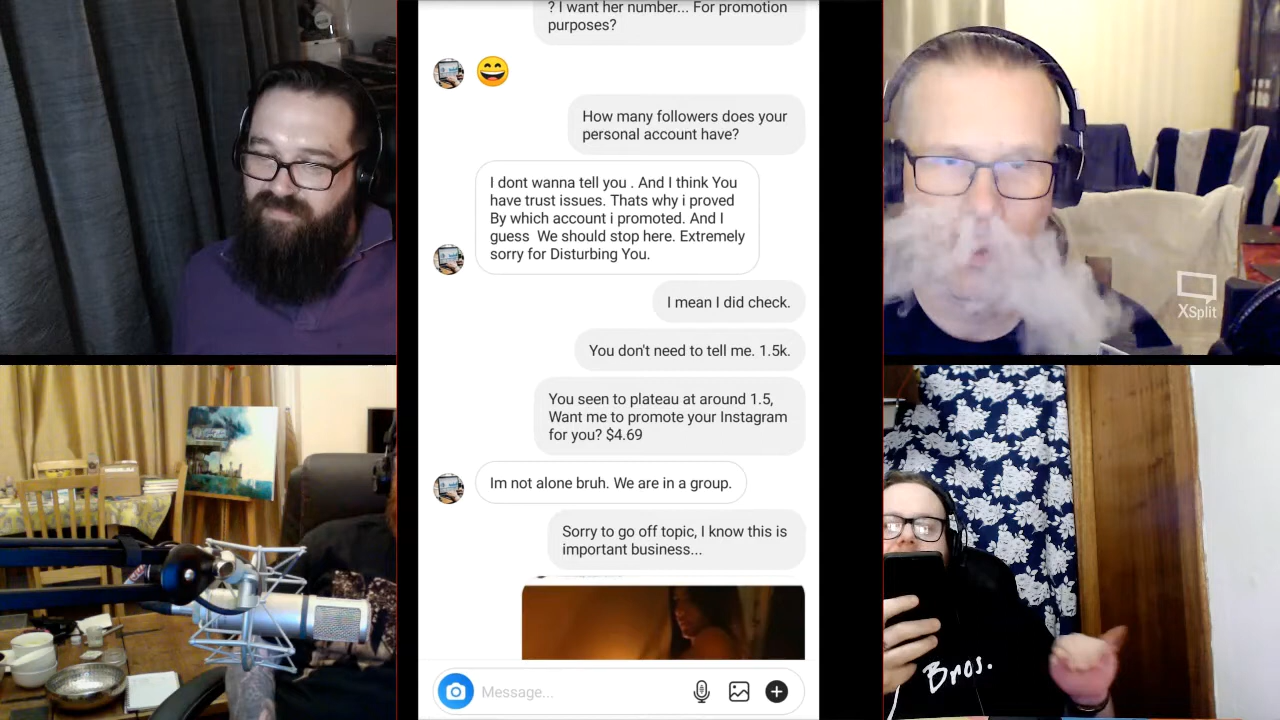 ? I want her number... For promotion
purposes?
How many followers does your
personal account have?
I dont wanna tell you . And I think You
have trust issues. Thats why i proved
By which account i promoted. And I
guess  We should stop here. Extremely
sorry for Disturbing You.
I mean I did check.
You don't need to tell me. 1.5k.
You seen to plateau at around 1.5,
Want me to promote your Instagram
for you? $4.69
Im not alone bruh. We are in a group.
Sorry to go off topic, I know this is
important business...
Message...
XSplit
Bros.